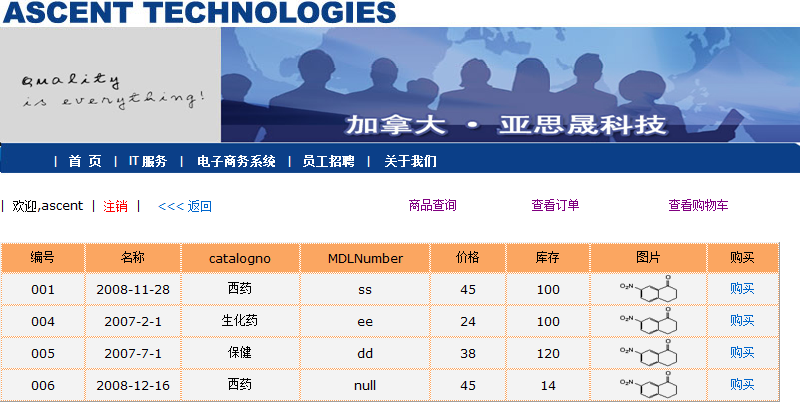 ASCENT TECHNOLOGIES
Quality
is everything!
加拿大 · 亚思晟科技
| 首 页 | IT 服务 | 电子商务系统 | 员工招聘 | 关于我们
| 欢迎,ascent | 注销 | <<< 返回 商品查询 查看订单 查看购物车
编号 名称 catalogno MDLNumber 价格 库存 图片 购买
001 2008-11-28 西药 ss 45 100 O₂N O 购买
004 2007-2-1 生化药 ee 24 100 O₂N O 购买
005 2007-7-1 保健 dd 38 120 O₂N O 购买
006 2008-12-16 西药 null 45 14 O₂N O 购买